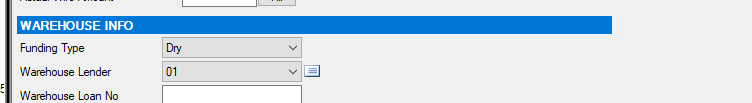 WAREHOUSE INFO
Funding Type Dry
Warehouse Lender 01
Warehouse Loan No